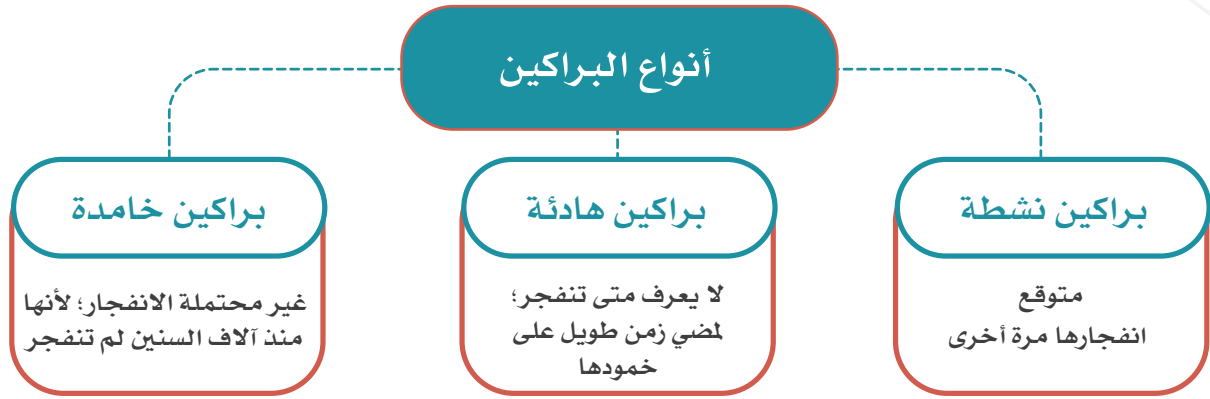 أنواع البراكين
براكين نشطة
متوقع
انفجارها مرة أخرى
براكين هادئة
لا يعرف متى تنفجر؛
لمضي زمن طويل على
خمودها
براكين خامدة
غير محتملة الانفجار؛ لأنها
منذ آلاف السنين لم تنفجر